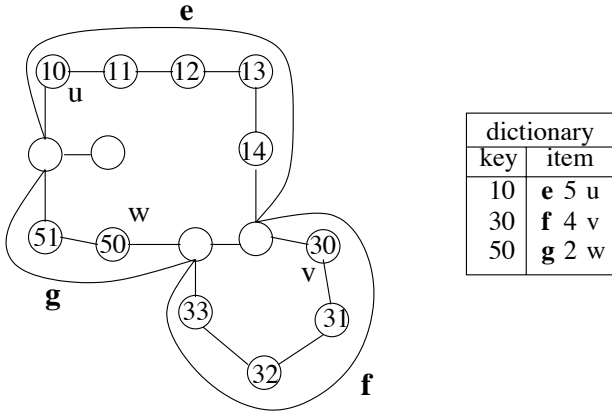 e
10 11 12 13
u
14
w
51 50
30
v
g
33
31
32
f
dictionary
key item
10 e 5 u
30 f 4 v
50 g 2 w